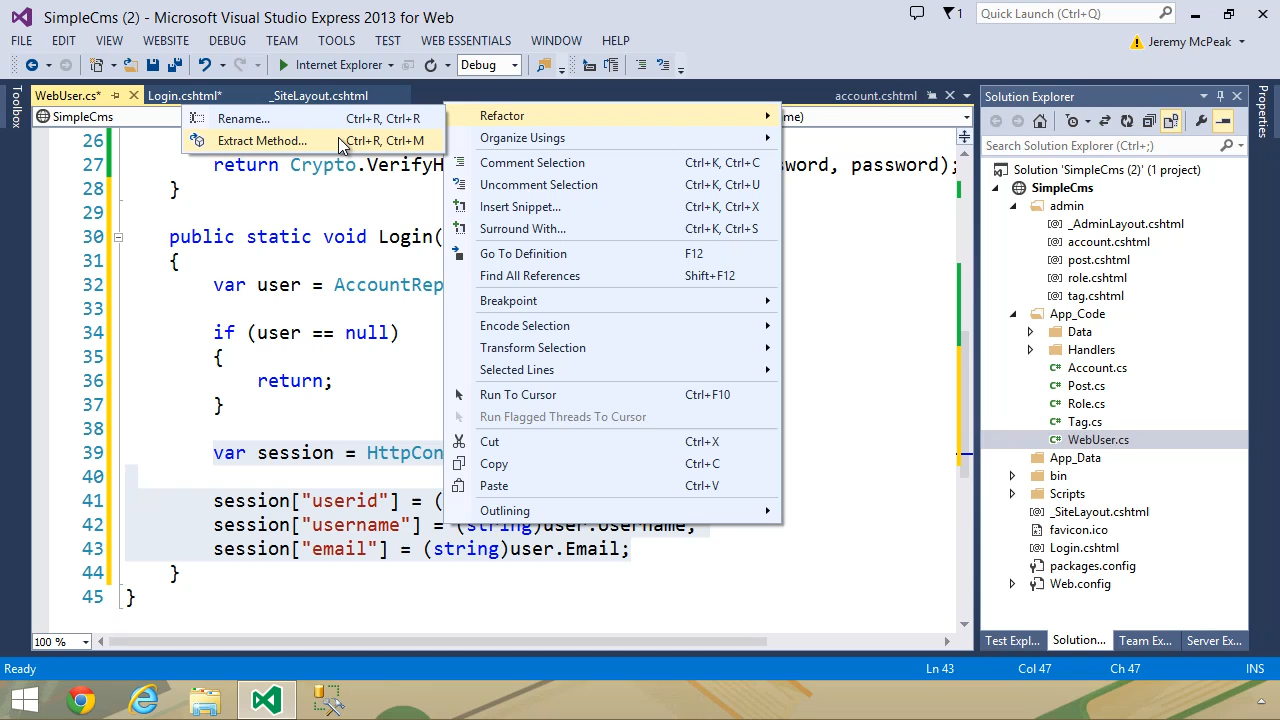 SimpleCms (2) - Microsoft Visual Studio Express 2013 for Web
1
Quick Launch (Ctrl+Q)
FILE EDIT VIEW WEBSITE DEBUG TEAM TOOLS TEST WEB ESSENTIALS WINDOW HELP
Jeremy McPeak
Internet Explorer
Debug
Toolbox
WebUser.cs*
Login.cshtml*
_SiteLayout.cshtml
account.cshtml
SimpleCms
Rename... Ctrl+R, Ctrl+R
Extract Method... Ctrl+R, Ctrl+M
Refactor
Organize Usings
Comment Selection Ctrl+K, Ctrl+C
Uncomment Selection Ctrl+K, Ctrl+U
Insert Snippet... Ctrl+K, Ctrl+X
Surround With... Ctrl+K, Ctrl+S
Go To Definition F12
Find All References Shift+F12
Breakpoint
Encode Selection
Transform Selection
Selected Lines
Run To Cursor Ctrl+F10
Run Flagged Threads To Cursor
Cut Ctrl+X
Copy Ctrl+C
Paste Ctrl+V
Outlining
26
27 return Crypto.VerifyH word, password);
28 }
29
30 public static void Login(
31 {
32 var user = AccountRep
33
34 if (user == null)
35 {
36 return;
37 }
38
39 var session = HttpCon
40
41 session["userid"] = (
42 session["username"] = (string)user.Username;
43 session["email"] = (string)user.Email;
44 }
45 }
100 %
Solution Explorer
Search Solution Explorer (Ctrl+;)
Solution 'SimpleCms (2)' (1 project)
SimpleCms
admin
_AdminLayout.cshtml
account.cshtml
post.cshtml
role.cshtml
tag.cshtml
App_Code
Data
Handlers
Account.cs
Post.cs
Role.cs
Tag.cs
WebUser.cs
App_Data
bin
Scripts
_SiteLayout.cshtml
favicon.ico
Login.cshtml
packages.config
Web.config
Test Expl... Solution... Team Ex... Server Ex...
Properties
Ready
Ln 43 Col 47 Ch 47 INS